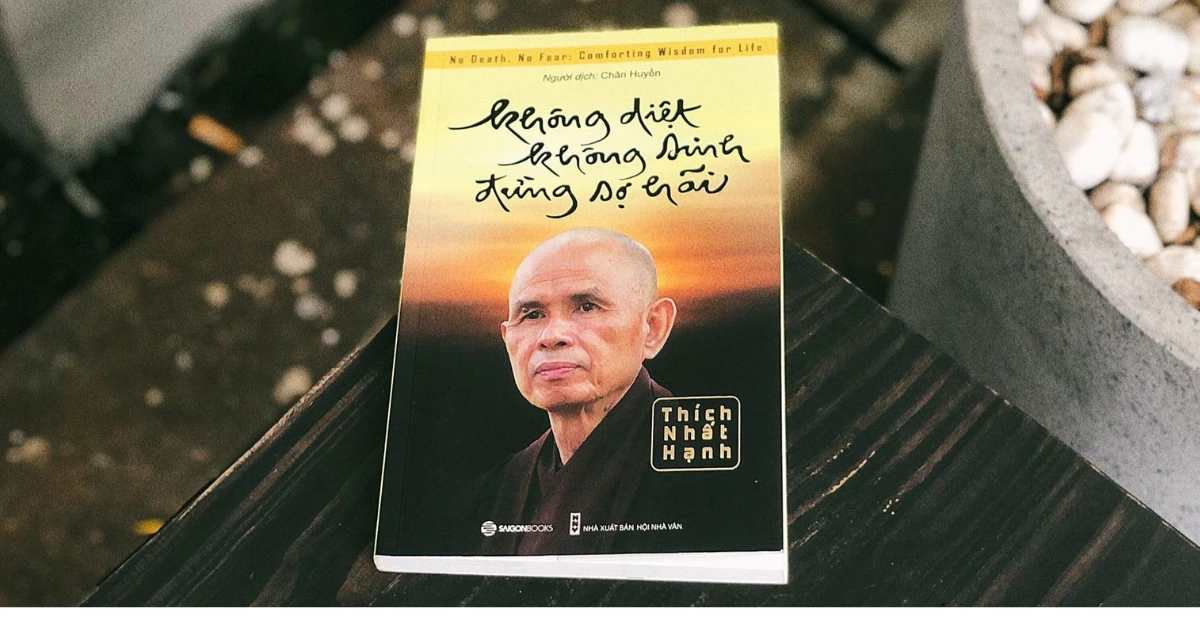 No Death, No Fear: Comforting Wisdom for Life
Người dịch: Chân Huyền
không diệt
không sinh
đừng sợ hãi
Thích
Nhất
Hạnh
SAIGONBOOKS
NHÀ XUẤT BẢN HỘI NHÀ VĂN